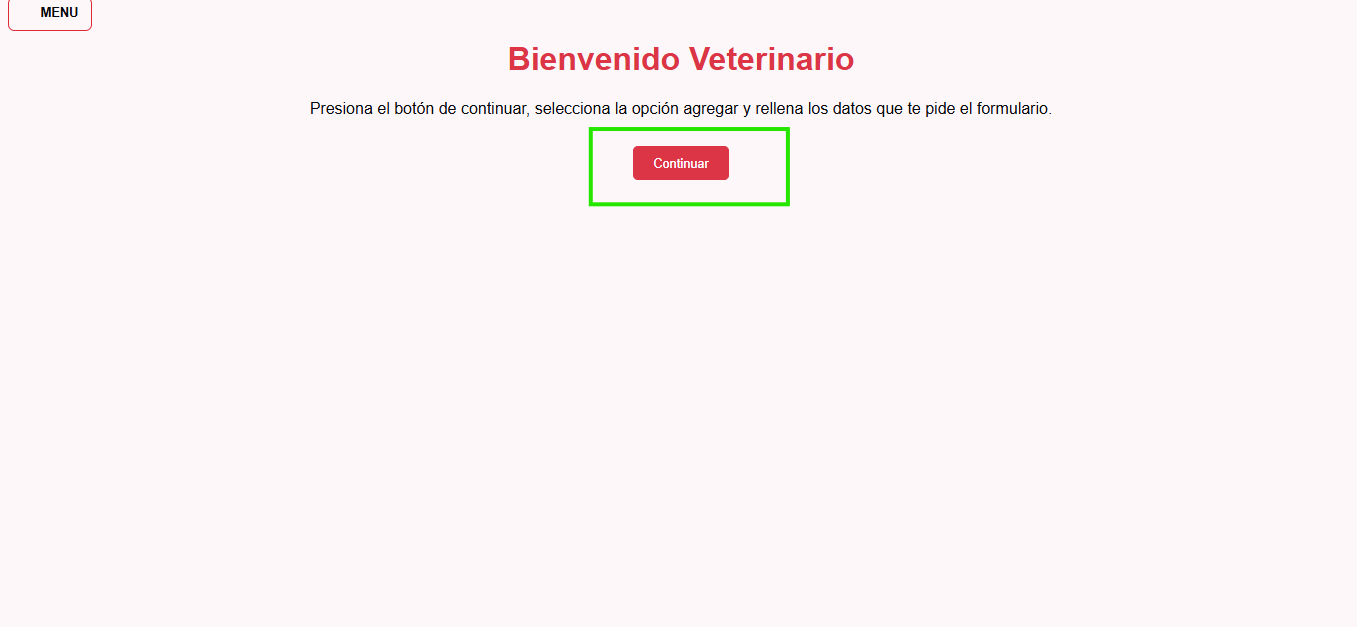 MENU
Bienvenido Veterinario
Presiona el botón de continuar, selecciona la opción agregar y rellena los datos que te pide el formulario.
Continuar